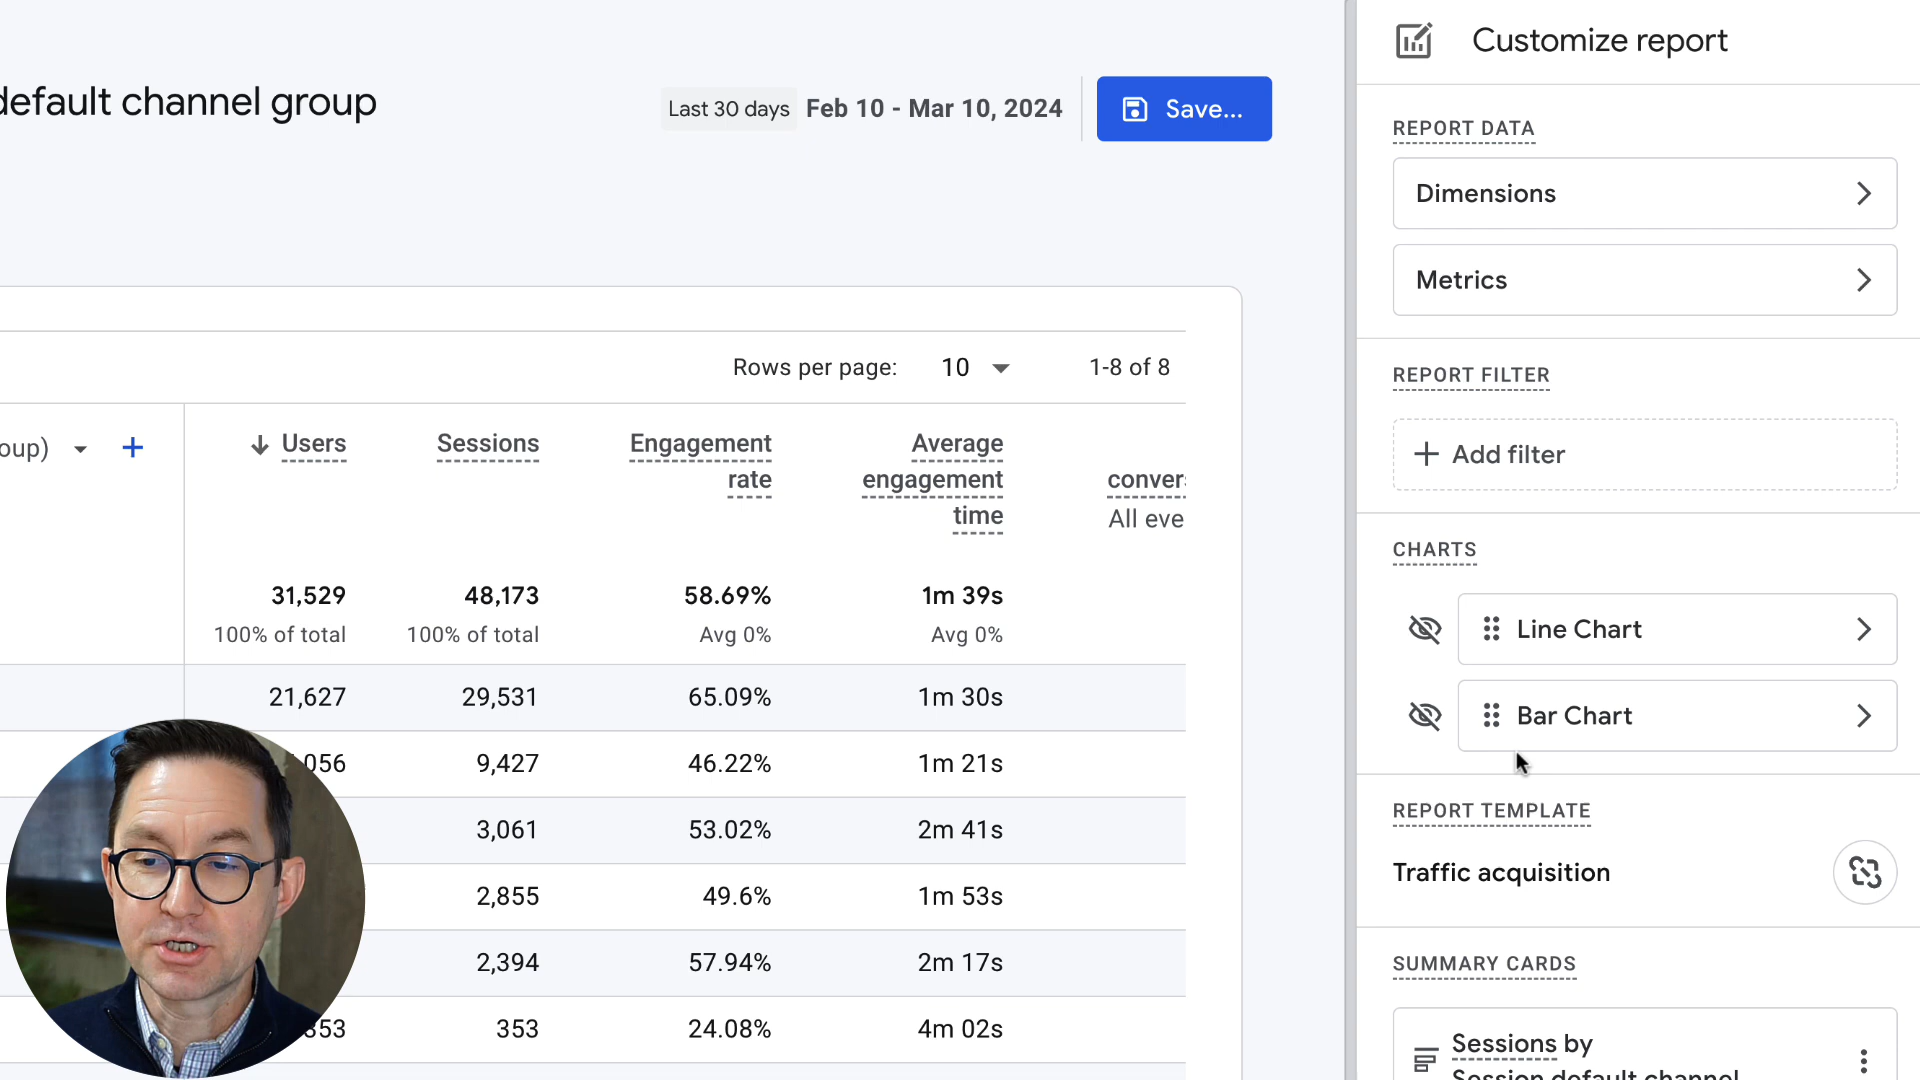 Customize report
default channel group
Last 30 days Feb 10 - Mar 10, 2024 Save...
REPORT DATA
Dimensions
Metrics
REPORT FILTER
Add filter
CHARTS
Line Chart
Bar Chart
REPORT TEMPLATE
Traffic acquisition
SUMMARY CARDS
Sessions by
Session default channel
Rows per page: 10 1-8 of 8
oup) + Users Sessions Engagement rate Average engagement time convers All eve
31,529 48,173 58.69% 1m 39s
100% of total 100% of total Avg 0% Avg 0%
21,627 29,531 65.09% 1m 30s
056 9,427 46.22% 1m 21s
3,061 53.02% 2m 41s
2,855 49.6% 1m 53s
2,394 57.94% 2m 17s
353 353 24.08% 4m 02s